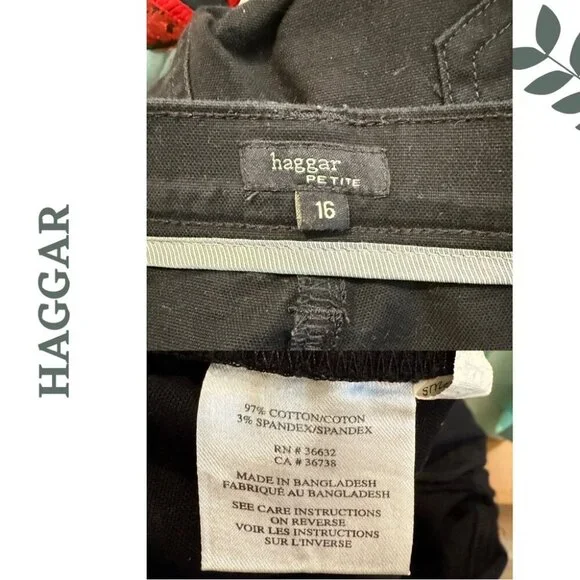 HAGGAR
haggar
PETITE
16
97% COTTON/COTON
3% SPANDEX/SPANDEX
RN # 36632
CA # 36738
MADE IN BANGLADESH
FABRIQUÉ AU BANGLADESH
SEE CARE INSTRUCTIONS
ON REVERSE
VOIR LES INSTRUCTIONS
SUR L'INVERSE